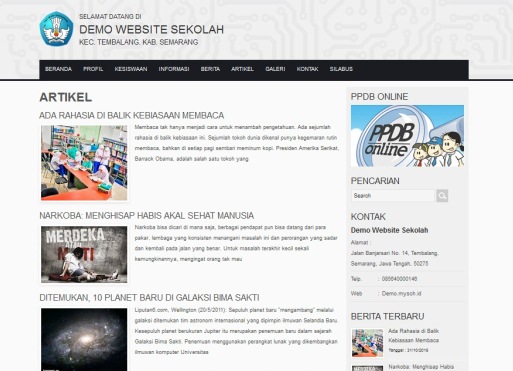 SELAMAT DATANG DI
DEMO WEBSITE SEKOLAH
KEC. TEMBALANG, KAB. SEMARANG
BERANDA PROFIL KESISWAAN INFORMASI BERITA ARTIKEL GALERI KONTAK SILABUS
ARTIKEL
ADA RAHASIA DI BALIK KEBIASAAN MEMBACA
Membaca tak hanya menjadi cara untuk menambah pengetahuan. Ada sejumlah
rahasia di balik kebiasaan ini. Sejumlah tokoh dunia dikenal punya kegemaran rutin
membaca, bahkan di setiap pagi sembari meminum kopi. Presiden Amerika Serikat,
Barrack Obama, adalah salah satu tokoh yang
NARKOBA: MENGHISAP HABIS AKAL SEHAT MANUSIA
MERDEKA
ATAU
MATI
Narkoba bisa dicari di mana saja, berbagai pendapat pun bisa datang dari para
pakar, lembaga yang konsisten menangani masalah ini dan perorangan yang sadar
dan kembali pada jalan yang benar. Untuk masalah terakhir kecil sekali
kemungkinannya, mengingat orang tak mau
DITEMUKAN, 10 PLANET BARU DI GALAKSI BIMA SAKTI
Liputan6.com, Wellington (20/5/2011): Sepuluh planet baru "mengambang" melalui
galaksi ditemukan tim astronom internasional yang dipimpin ilmuwan Selandia Baru.
Kesepuluh planet berukuran Jupiter itu merupakan penemuan baru dalam sejarah
Galaksi Bima Sakti. Penemuan menggunakan perangkat lunak yang dikembangkan
ilmuwan komputer Universitas
PPDB ONLINE
PPDB
online
PENCARIAN
Search
KONTAK
Demo Website Sekolah
Alamat :
Jalan Banjarsari No. 14, Tembalang,
Semarang, Jawa Tengah, 50275
Telp. : 089640000146
Web : Demo.mysch.id
BERITA TERBARU
Ada Rahasia di Balik
Kebiasaan Membaca
Tanggal : 31/10/2015
Narkoba: Menghisap Habis